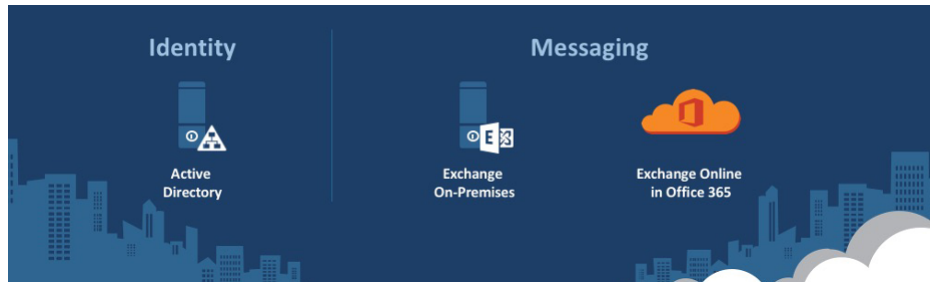 Identity
Messaging
Active
Directory
Exchange
On-Premises
Exchange Online
in Office 365
E